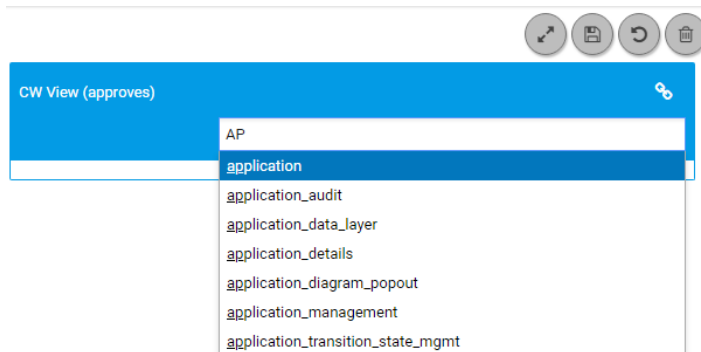 CW View (approves)
AP
application
application_audit
application_data_layer
application_details
application_diagram_popout
application_management
application_transition_state_mgmt